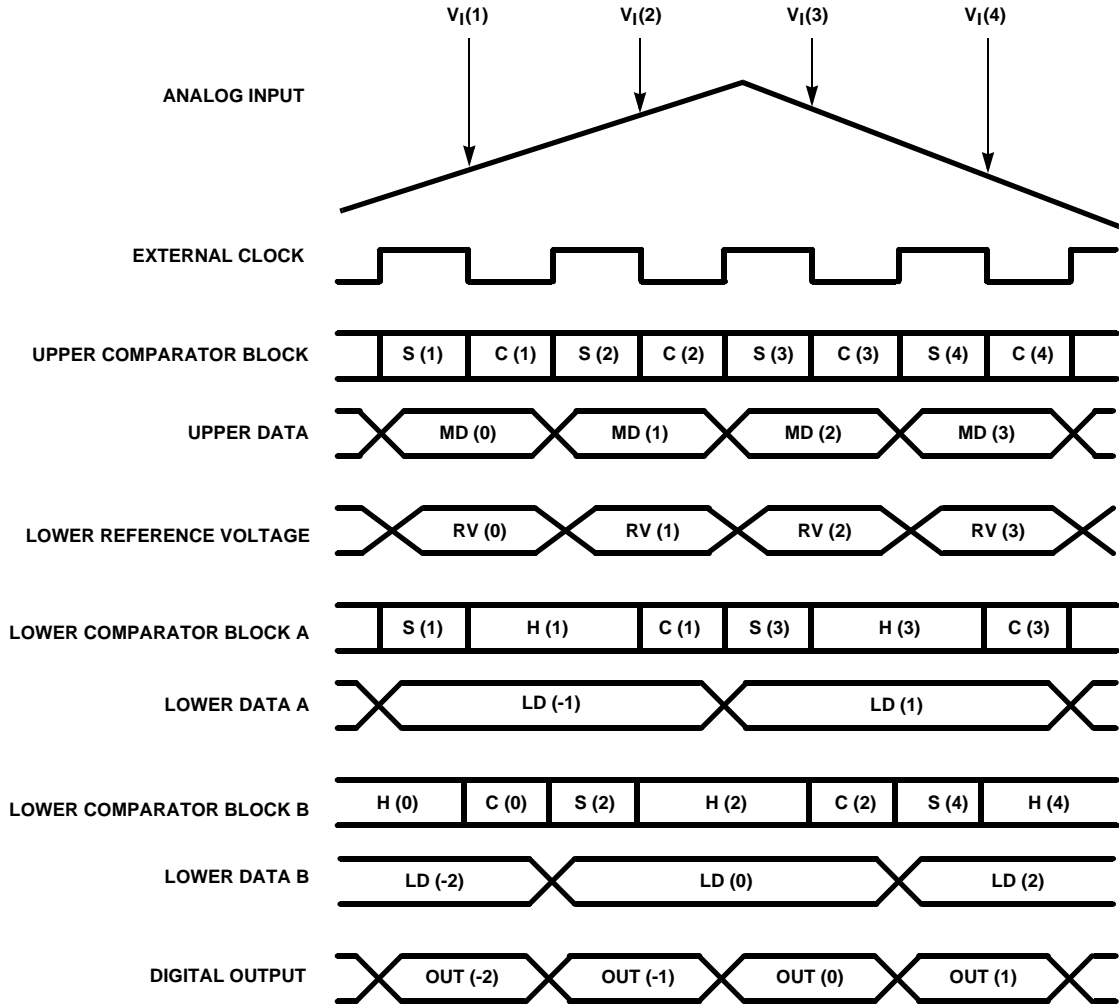 VI(1) VI(2) VI(3) VI(4)
ANALOG INPUT
EXTERNAL CLOCK
UPPER COMPARATOR BLOCK S (1) C (1) S (2) C (2) S (3) C (3) S (4) C (4)
UPPER DATA MD (0) MD (1) MD (2) MD (3)
LOWER REFERENCE VOLTAGE RV (0) RV (1) RV (2) RV (3)
LOWER COMPARATOR BLOCK A S (1) H (1) C (1) S (3) H (3) C (3)
LOWER DATA A LD (-1) LD (1)
LOWER COMPARATOR BLOCK B H (0) C (0) S (2) H (2) C (2) S (4) H (4)
LOWER DATA B LD (-2) LD (0) LD (2)
DIGITAL OUTPUT OUT (-2) OUT (-1) OUT (0) OUT (1)